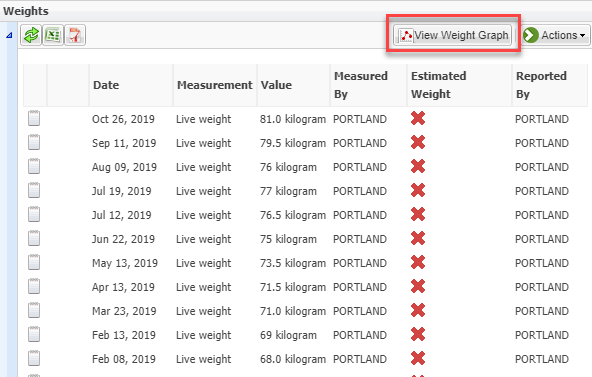 Weights
View Weight Graph Actions
Date Measurement Value Measured By Estimated Weight Reported By
Oct 26, 2019 Live weight 81.0 kilogram PORTLAND PORTLAND
Sep 11, 2019 Live weight 79.5 kilogram PORTLAND PORTLAND
Aug 09, 2019 Live weight 76 kilogram PORTLAND PORTLAND
Jul 19, 2019 Live weight 77 kilogram PORTLAND PORTLAND
Jul 12, 2019 Live weight 76.5 kilogram PORTLAND PORTLAND
Jun 22, 2019 Live weight 75 kilogram PORTLAND PORTLAND
May 13, 2019 Live weight 73.5 kilogram PORTLAND PORTLAND
Apr 13, 2019 Live weight 71.5 kilogram PORTLAND PORTLAND
Mar 23, 2019 Live weight 71.0 kilogram PORTLAND PORTLAND
Feb 13, 2019 Live weight 69 kilogram PORTLAND PORTLAND
Feb 08, 2019 Live weight 68.0 kilogram PORTLAND PORTLAND